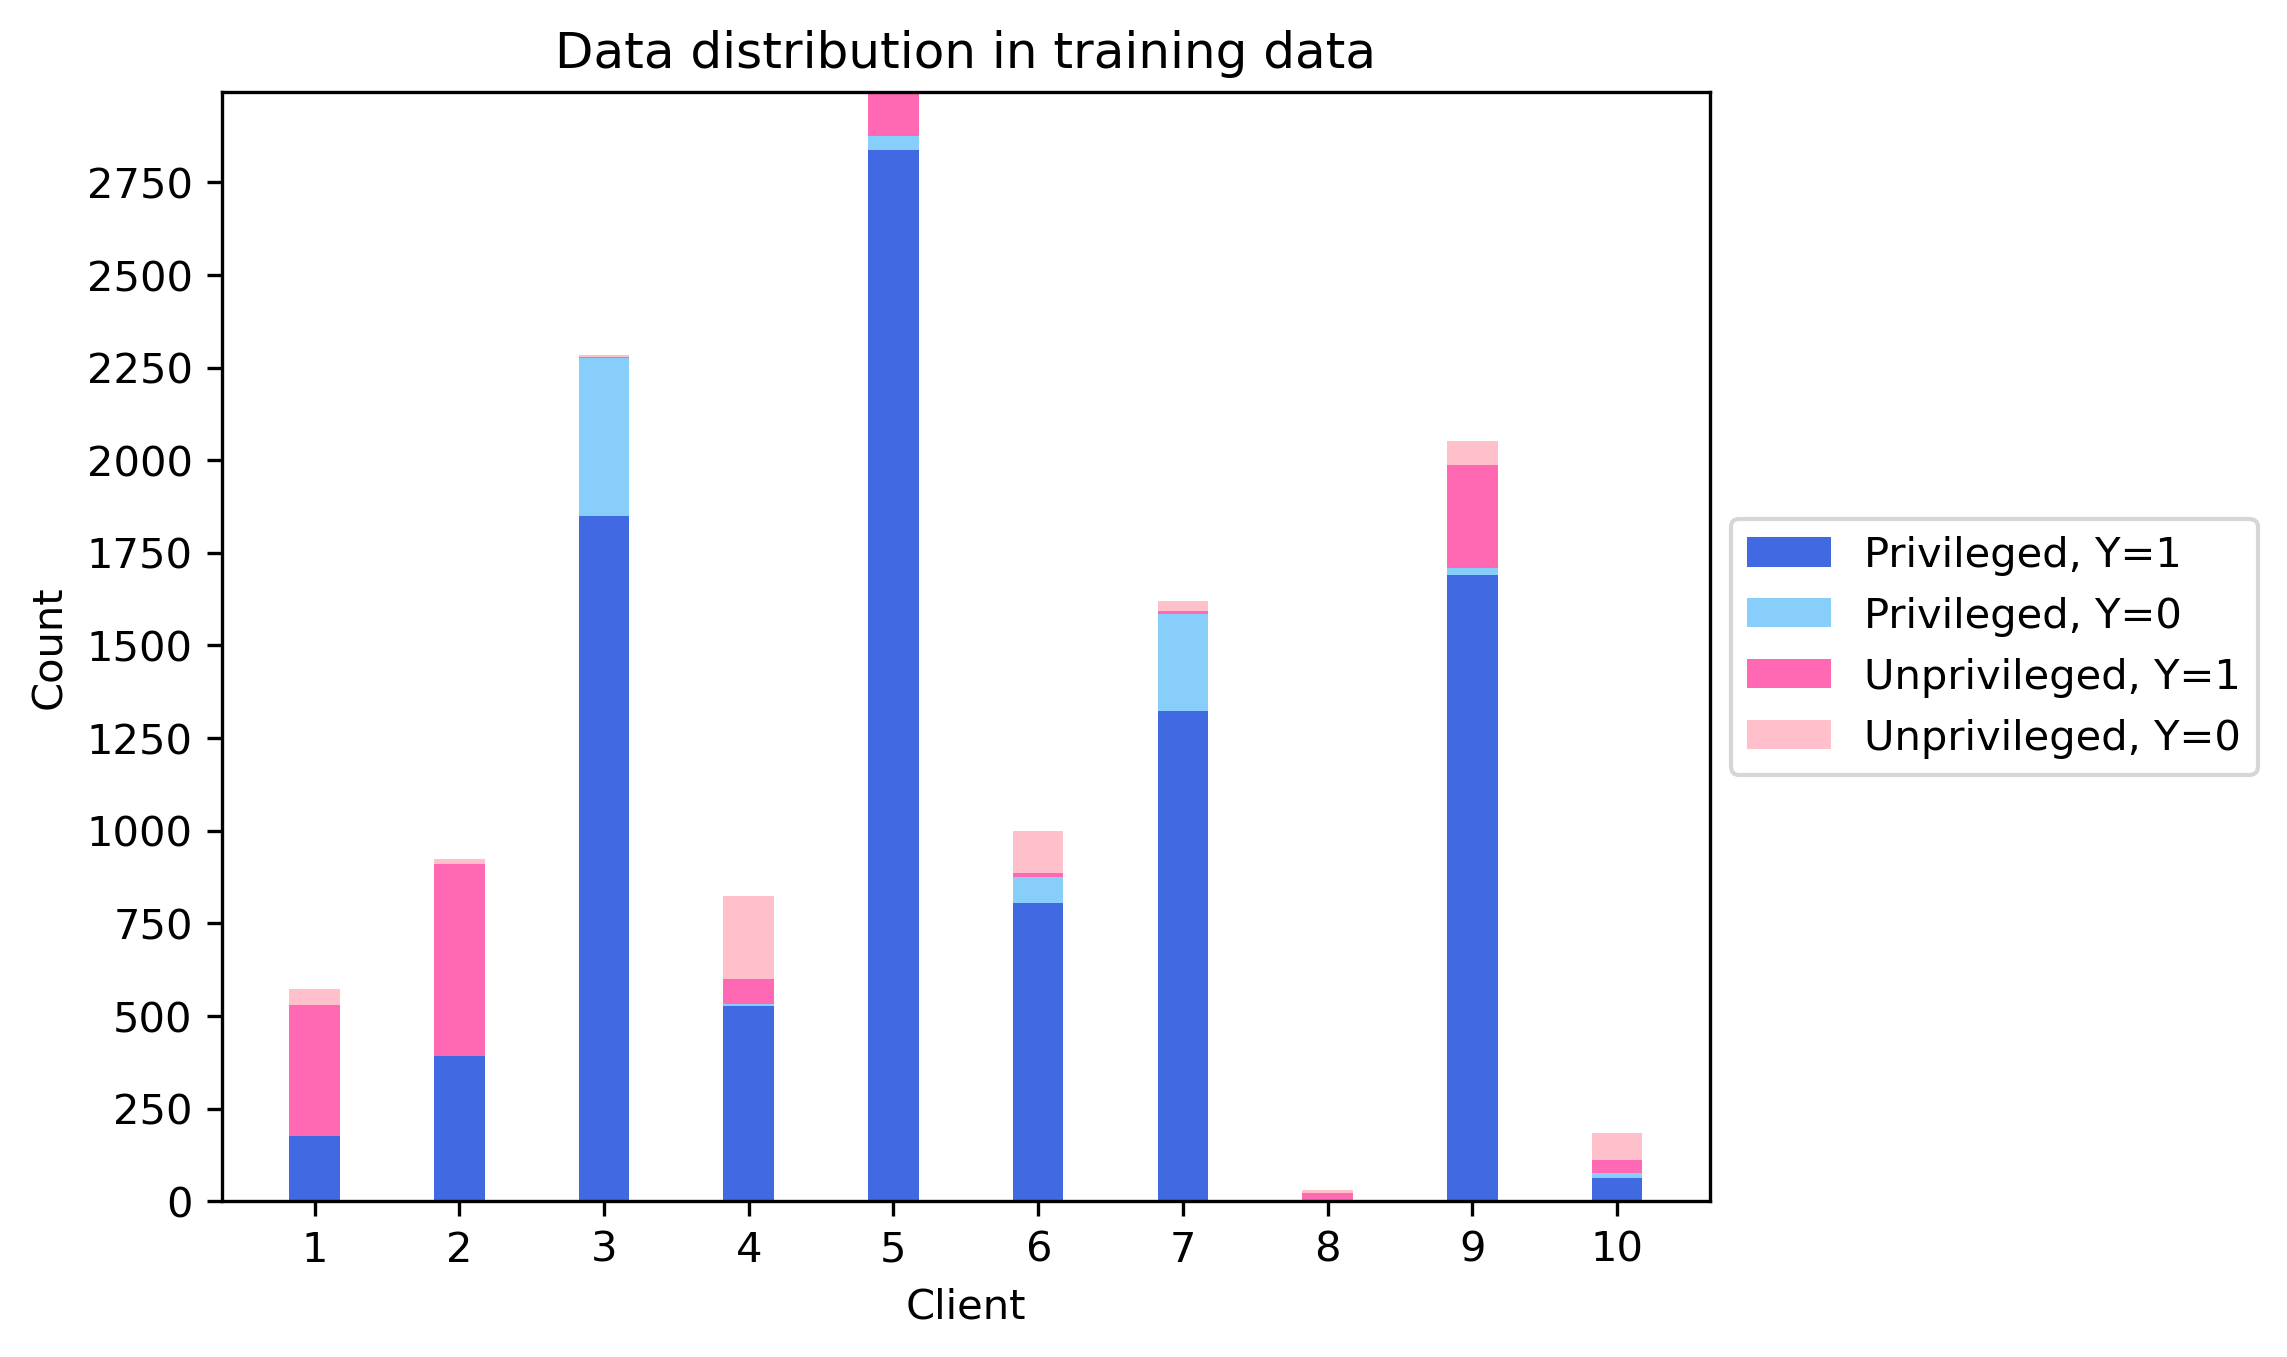 Data distribution in training data
2750
2500
2250
2000
1750
1500
1250
1000
750
500
250
0
Count
1 2 3 4 5 6 7 8 9 10
Client
Privileged, Y=1
Privileged, Y=0
Unprivileged, Y=1
Unprivileged, Y=0